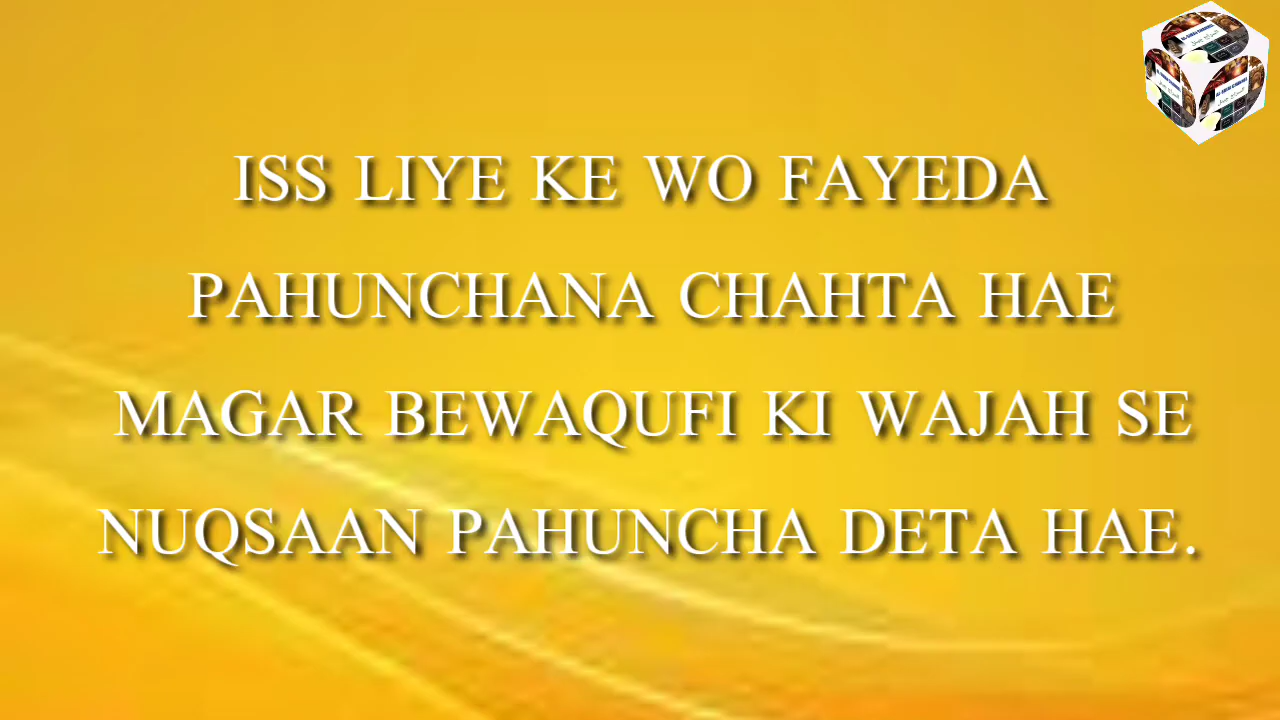 ISS LIYE KE WO FAYEDA
PAHUNCHANA CHAHTA HAE
MAGAR BEWAQUFI KI WAJAH SE
NUQSAAN PAHUNCHA DETA HAE.